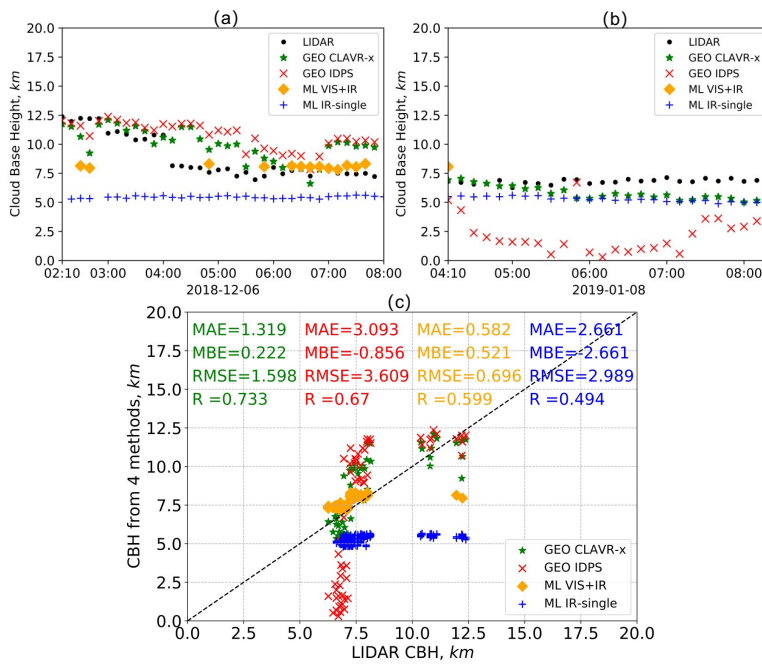 (a)
20.0
17.5
15.0
12.5
10.0
7.5
5.0
2.5
0.0
Cloud Base Height, km
LIDAR
GEO CLAVR-x
GEO IDPS
ML VIS+IR
ML IR-single
02:10 03:00 04:00 05:00 06:00 07:00 08:00
2018-12-06
(b)
20.0
17.5
15.0
12.5
10.0
7.5
5.0
2.5
0.0
Cloud Base Height, km
LIDAR
GEO CLAVR-x
GEO IDPS
ML VIS+IR
ML IR-single
04:10 05:00 06:00 07:00 08:00
2019-01-08
(c)
20.0
17.5
15.0
12.5
10.0
7.5
5.0
2.5
0.0
CBH from 4 methods, km
MAE=1.319 MAE=3.093 MAE=0.582 MAE=2.661
MBE=0.222 MBE=-0.856 MBE=0.521 MBE=-2.661
RMSE=1.598 RMSE=3.609 RMSE=0.696 RMSE=2.989
R =0.733 R =0.67 R =0.599 R =0.494
GEO CLAVR-x
GEO IDPS
ML VIS+IR
ML IR-single
0.0 2.5 5.0 7.5 10.0 12.5 15.0 17.5 20.0
LIDAR CBH, km